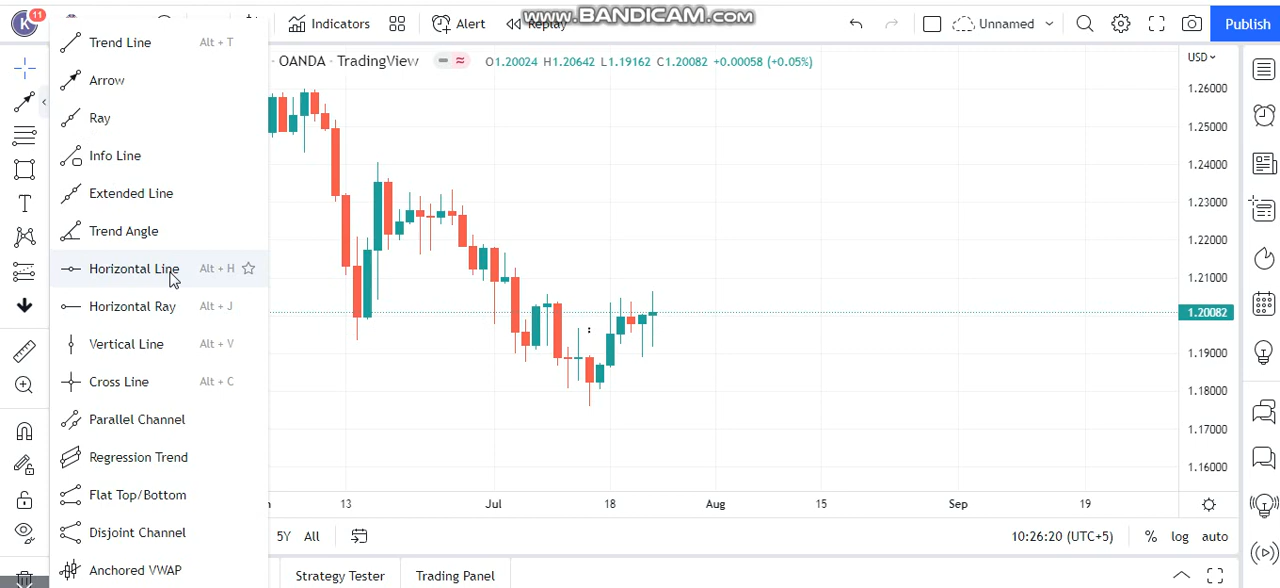 K
11
Indicators
Alert
Replay
www.BANDICAM.com
Unnamed
Publish
Trend Line Alt + T
Arrow
Ray
Info Line
Extended Line
Trend Angle
Horizontal Line Alt + H
Horizontal Ray Alt + J
Vertical Line Alt + V
Cross Line Alt + C
Parallel Channel
Regression Trend
Flat Top/Bottom
Disjoint Channel
Anchored VWAP
T
· OANDA · TradingView O1.20024 H1.20642 L1.19162 C1.20082 +0.00058 (+0.05%)
USD
1.26000
1.25000
1.24000
1.23000
1.22000
1.21000
1.20082
1.19000
1.18000
1.17000
1.16000
13 Jul 18 Aug 15 Sep 19
5Y All 10:26:20 (UTC+5) % log auto
Strategy Tester Trading Panel